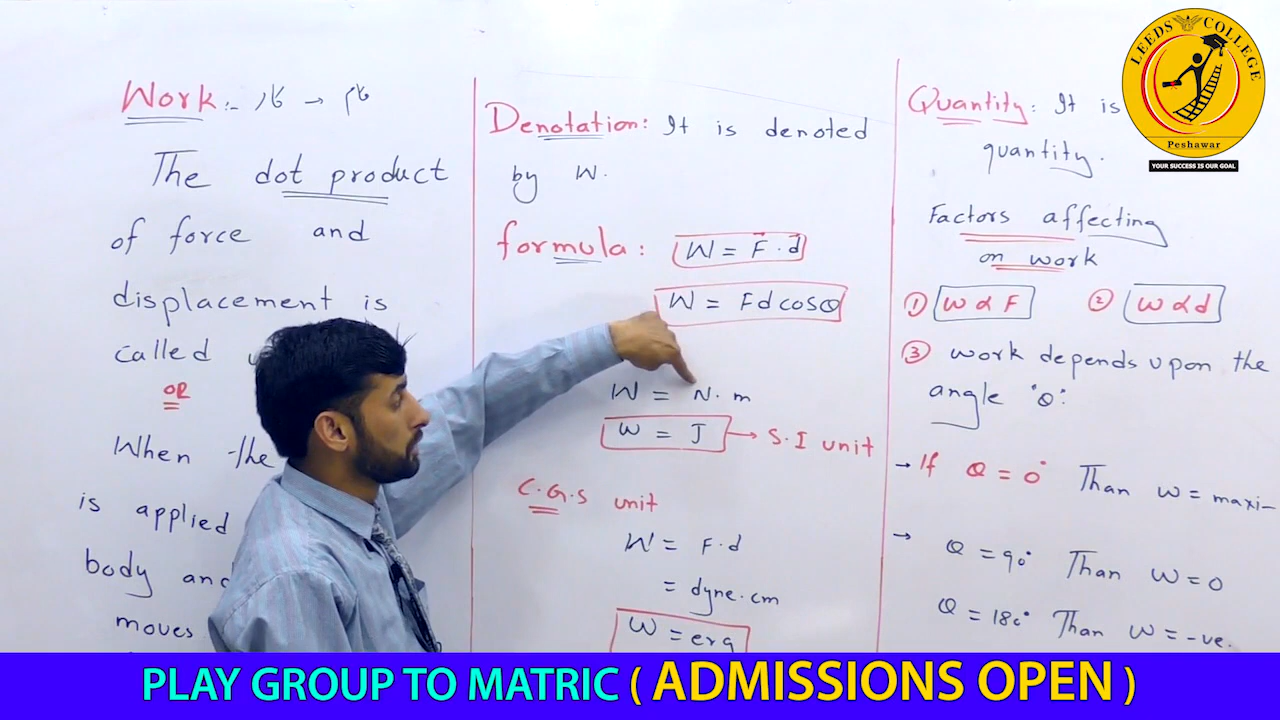 Work:- کار → کام
The dot product
of force and
displacement is
called
OR
When the
is applied
body and
moves
Denotation: It is denoted
by W.
formula: W = F⃗ · d⃗
W = Fd cosθ
W = N. m
W = J → S.I unit
C.G.S unit
W = F.d
= dyne.cm
W = erg
Quantity: It is
quantity.
Factors affecting
on work
① W ∝ F ② W ∝ d
③ work depends upon the
angle 'θ':
→ If θ = 0° Than W = maxi-
→ θ = 90° Than W = 0
θ = 180° Than W = -ve.
LEEDS COLLEGE
Peshawar
YOUR SUCCESS IS OUR GOAL
PLAY GROUP TO MATRIC ( ADMISSIONS OPEN )